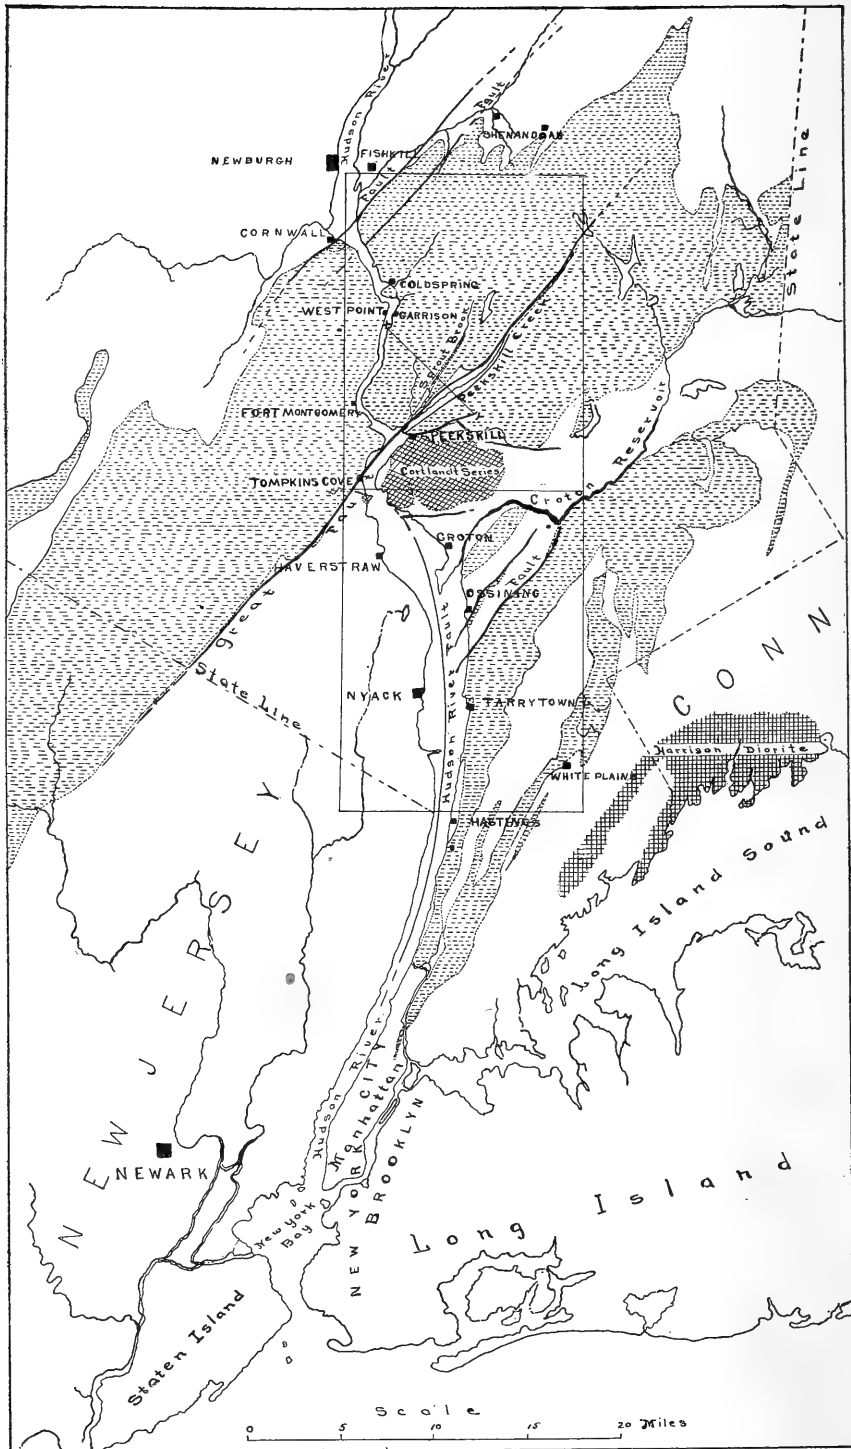 Hudson River
Fault
SHENANDOAH
State Line
NEWBURGH
FISHKILL
Fault
CORNWALL
COLDSPRING
WEST POINT
GARRISON
Sprout Brook
Peekskill Creek
FORT MONTGOMERY
PEEKSKILL
Cortlandt Series
TOMPKINS COVE
Croton Reservoir
Great Fault
CROTON
HAVERSTRAW
Fault
OSSINING
State Line
NYACK
Hudson River Fault
TARRYTOWN
CONN
Harrison Diorite
WHITE PLAINS
HASTINGS
Long Island Sound
NEW JERSEY
Hudson River
Manhattan
NEW YORK CITY
BROOKLYN
NEWARK
New York
Bay
Long Island
Staten Island
Scale
0 5 10 15 20 Miles